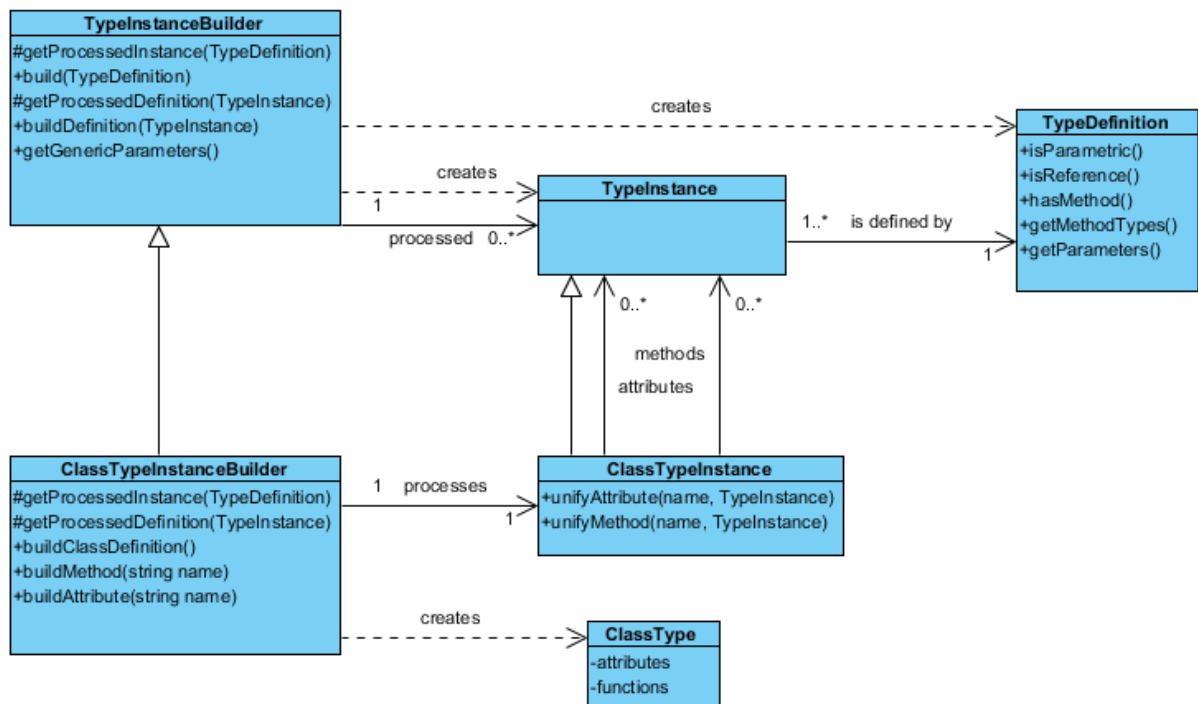 TypeInstanceBuilder
#getProcessedInstance(TypeDefinition)
+build(TypeDefinition)
#getProcessedDefinition(TypeInstance)
+buildDefinition(TypeInstance)
+getGenericParameters()
creates
TypeDefinition
+isParametric()
+isReference()
+hasMethod()
+getMethodTypes()
+getParameters()
creates
1
processed 0..*
TypeInstance
1..* is defined by
1
0..*
0..*
methods
attributes
ClassTypeInstanceBuilder
#getProcessedInstance(TypeDefinition)
#getProcessedDefinition(TypeInstance)
+buildClassDefinition()
+buildMethod(string name)
+buildAttribute(string name)
1 processes
1
ClassTypeInstance
+unifyAttribute(name, TypeInstance)
+unifyMethod(name, TypeInstance)
creates
ClassType
-attributes
-functions